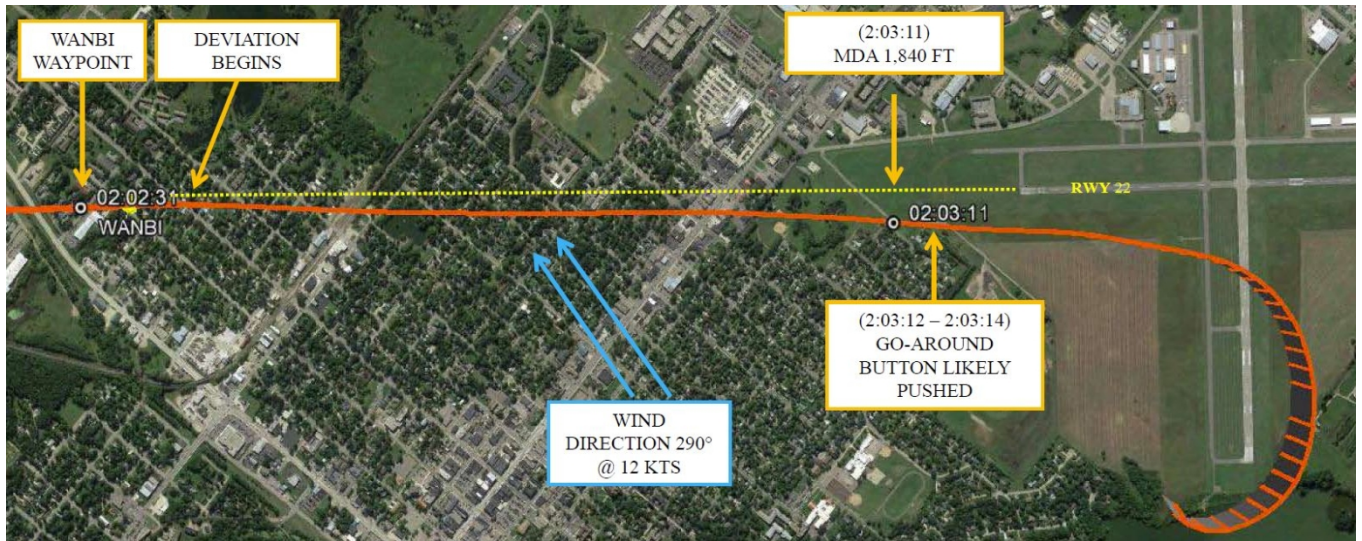 WANBI
WAYPOINT
DEVIATION
BEGINS
(2:03:11)
MDA 1,840 FT
02:02:31
WANBI
RWY 22
02:03:11
(2:03:12 – 2:03:14)
GO-AROUND
BUTTON LIKELY
PUSHED
WIND
DIRECTION 290°
@ 12 KTS